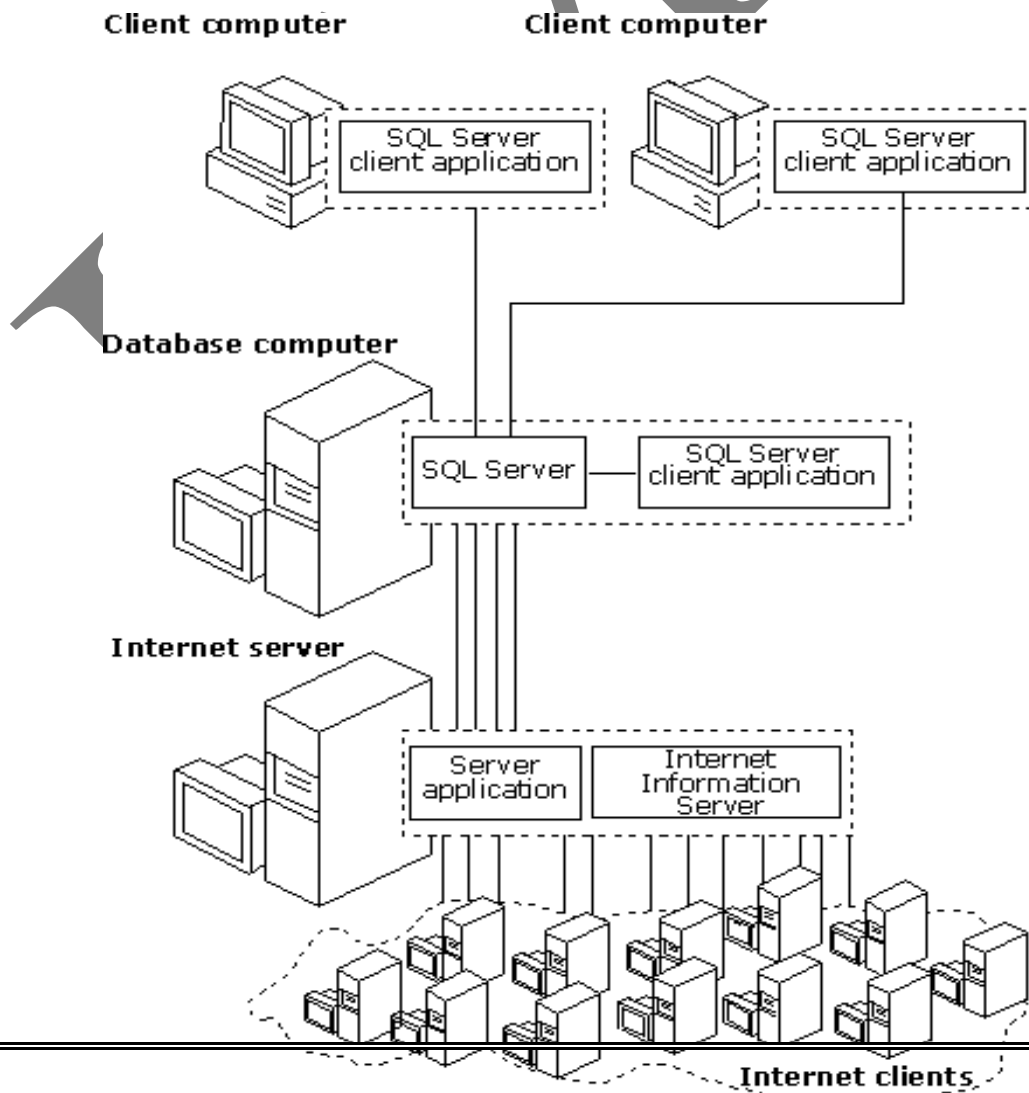 Client computer
Client computer
SQL Server
client application
SQL Server
client application
Database computer
SQL Server
SQL Server
client application
Internet server
Server
application
Internet
Information
Server
Internet clients